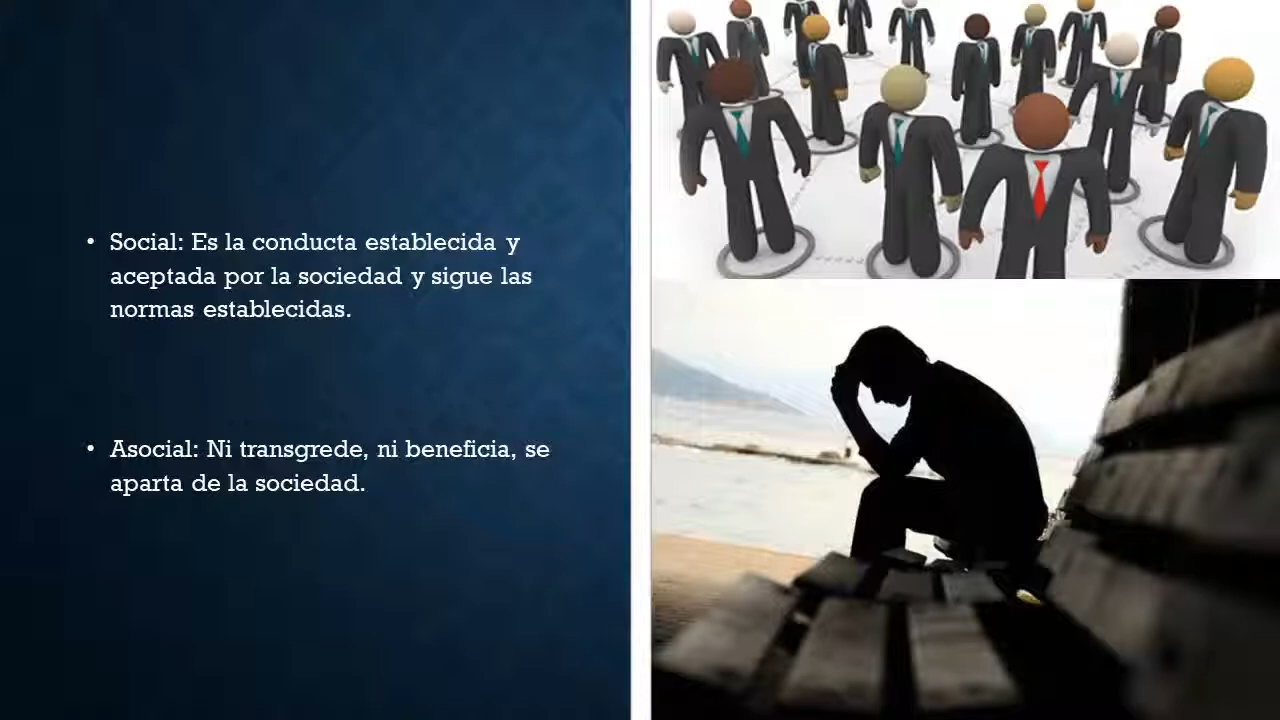 • Social: Es la conducta establecida y
aceptada por la sociedad y sigue las
normas establecidas.
• Asocial: Ni transgrede, ni beneficia, se
aparta de la sociedad.